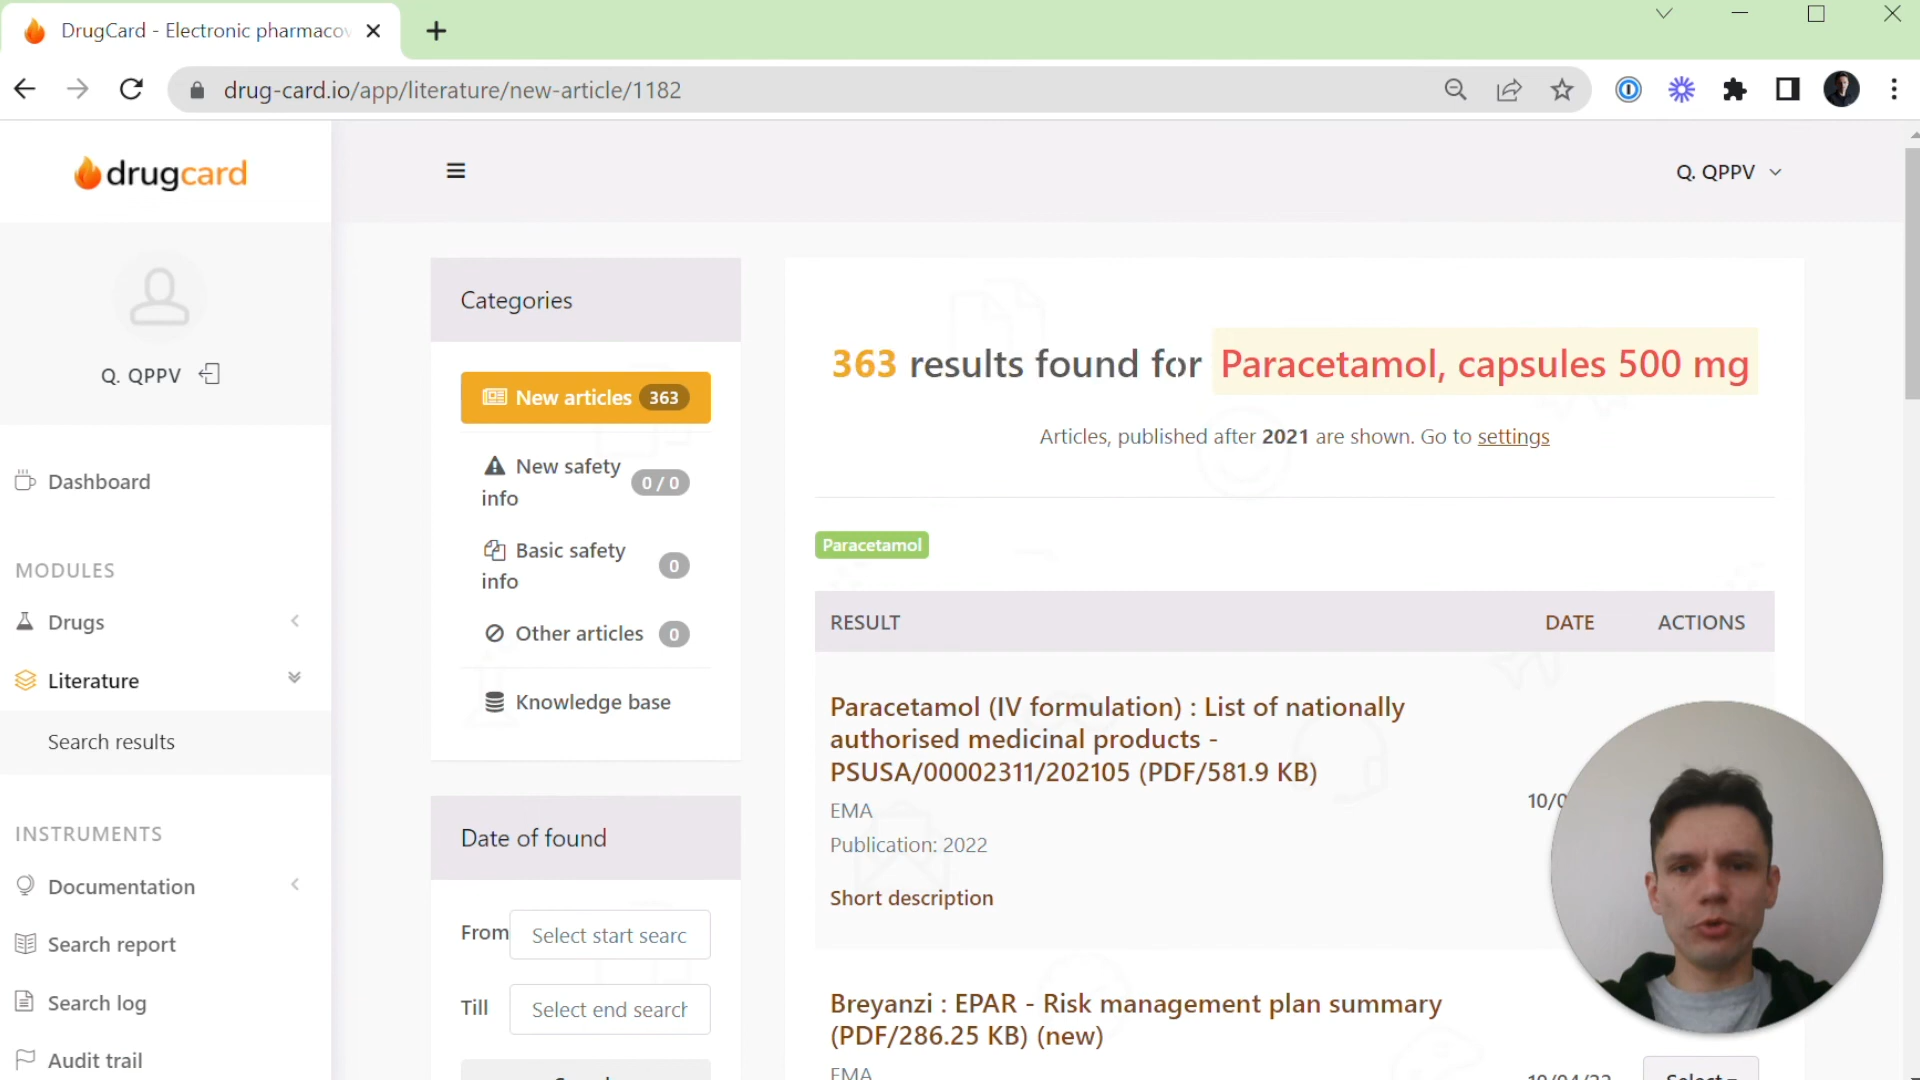 DrugCard - Electronic pharmacov
drug-card.io/app/literature/new-article/1182
drugcard
Q. QPPV
Q. QPPV
Dashboard
MODULES
Drugs
Literature
Search results
INSTRUMENTS
Documentation
Search report
Search log
Audit trail
Categories
New articles 363
New safety
info
0 / 0
Basic safety
info
0
Other articles 0
Knowledge base
Date of found
From Select start searc
Till Select end search
363 results found for Paracetamol, capsules 500 mg
Articles, published after 2021 are shown. Go to settings
Paracetamol
RESULT DATE ACTIONS
Paracetamol (IV formulation) : List of nationally
authorised medicinal products -
PSUSA/00002311/202105 (PDF/581.9 KB)
10/0
EMA
Publication: 2022
Short description
Breyanzi : EPAR - Risk management plan summary
(PDF/286.25 KB) (new)
EMA